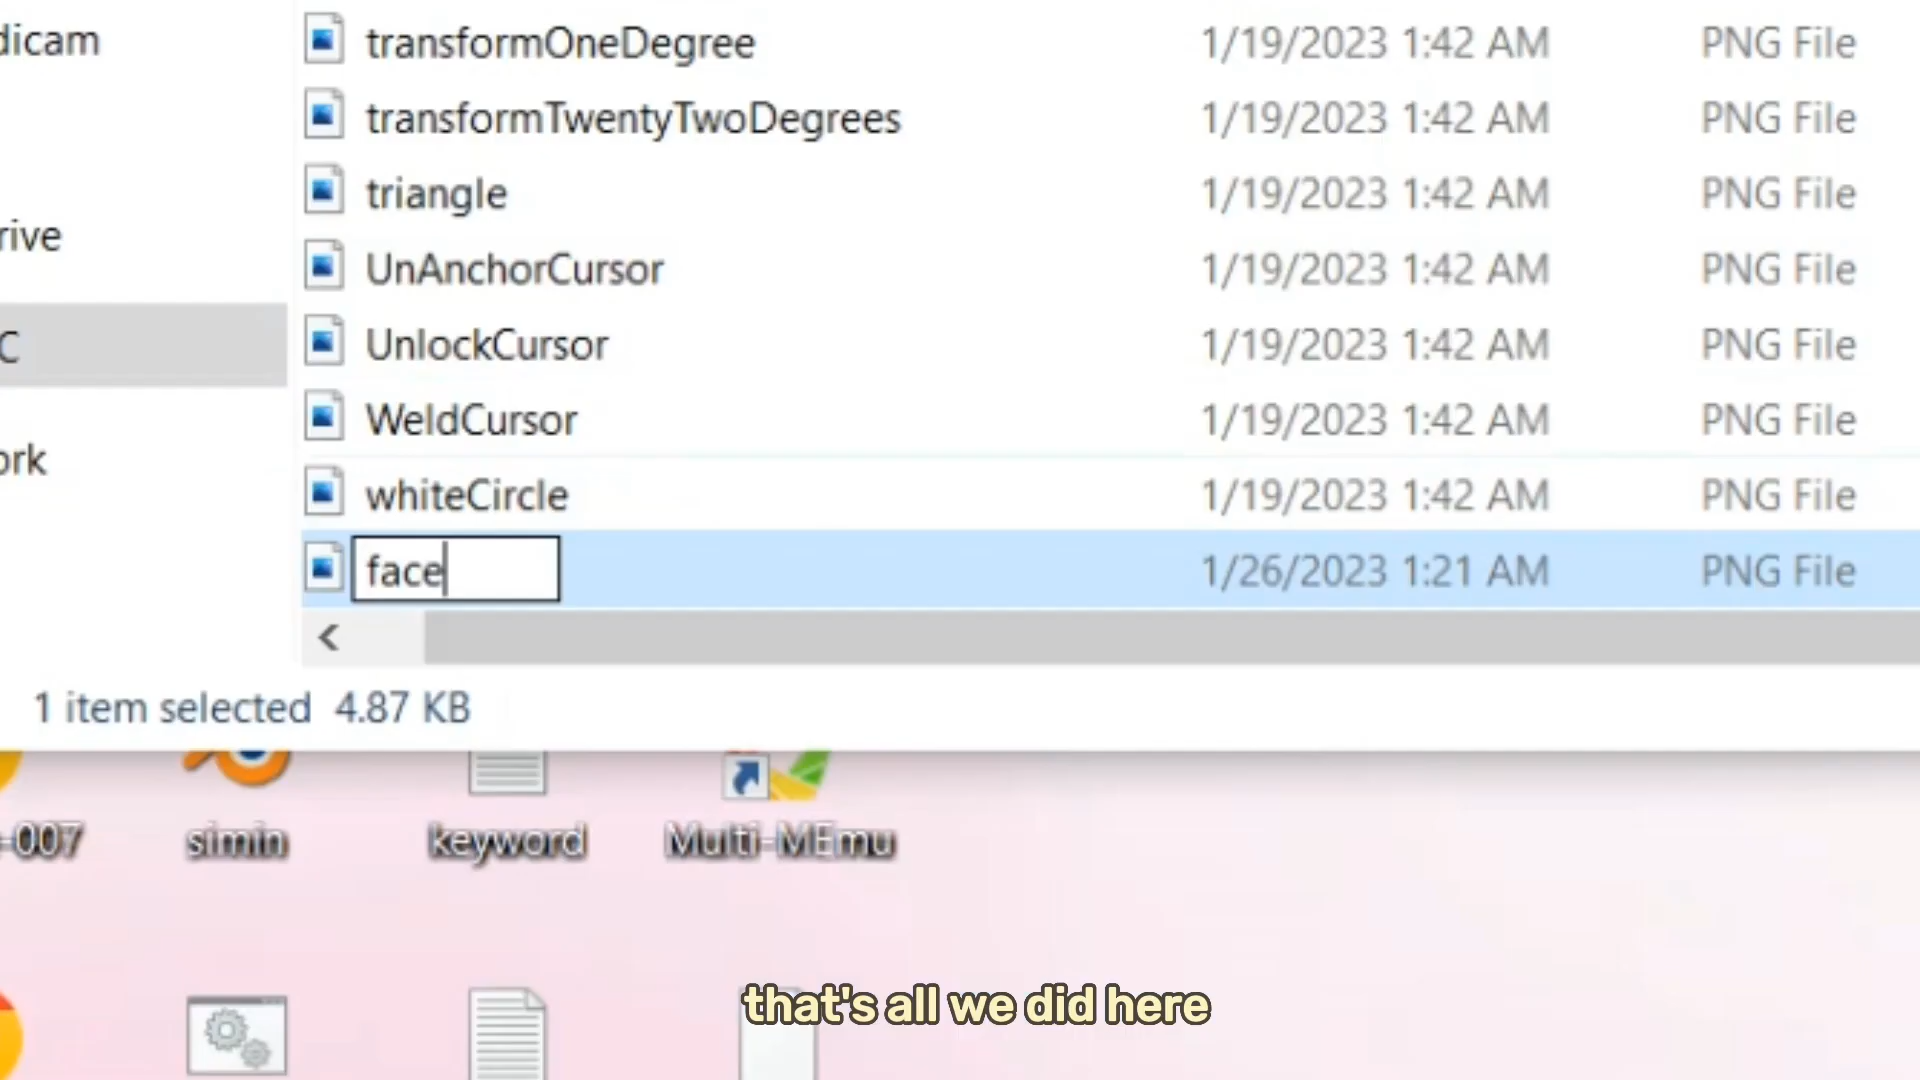 dicam
rive
C
ork
transformOneDegree 1/19/2023 1:42 AM PNG File
transformTwentyTwoDegrees 1/19/2023 1:42 AM PNG File
triangle 1/19/2023 1:42 AM PNG File
UnAnchorCursor 1/19/2023 1:42 AM PNG File
UnlockCursor 1/19/2023 1:42 AM PNG File
WeldCursor 1/19/2023 1:42 AM PNG File
whiteCircle 1/19/2023 1:42 AM PNG File
face 1/26/2023 1:21 AM PNG File
1 item selected 4.87 KB
-007 simin keyword Multi-MEmu
that's all we did here